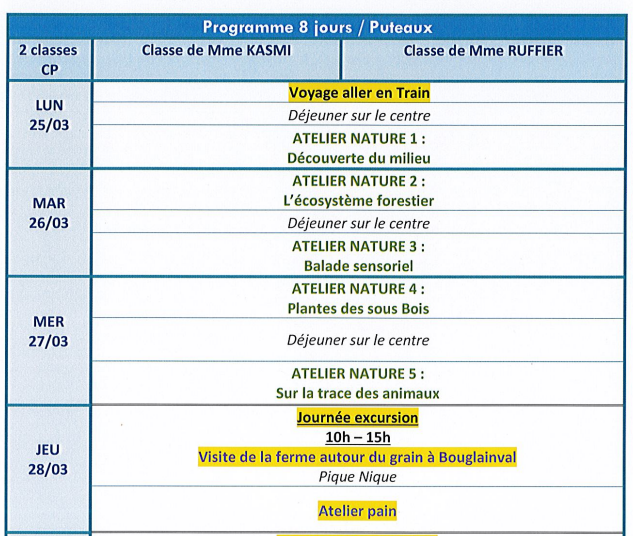 Programme 8 jours / Puteaux
2 classes
CP
Classe de Mme KASMI
Classe de Mme RUFFIER
LUN
25/03
Voyage aller en Train
Déjeuner sur le centre
ATELIER NATURE 1 :
Découverte du milieu
MAR
26/03
ATELIER NATURE 2 :
L'écosystème forestier
Déjeuner sur le centre
ATELIER NATURE 3 :
Balade sensoriel
MER
27/03
ATELIER NATURE 4 :
Plantes des sous Bois
Déjeuner sur le centre
ATELIER NATURE 5 :
Sur la trace des animaux
JEU
28/03
Journée excursion
10h – 15h
Visite de la ferme autour du grain à Bouglainval
Pique Nique
Atelier pain